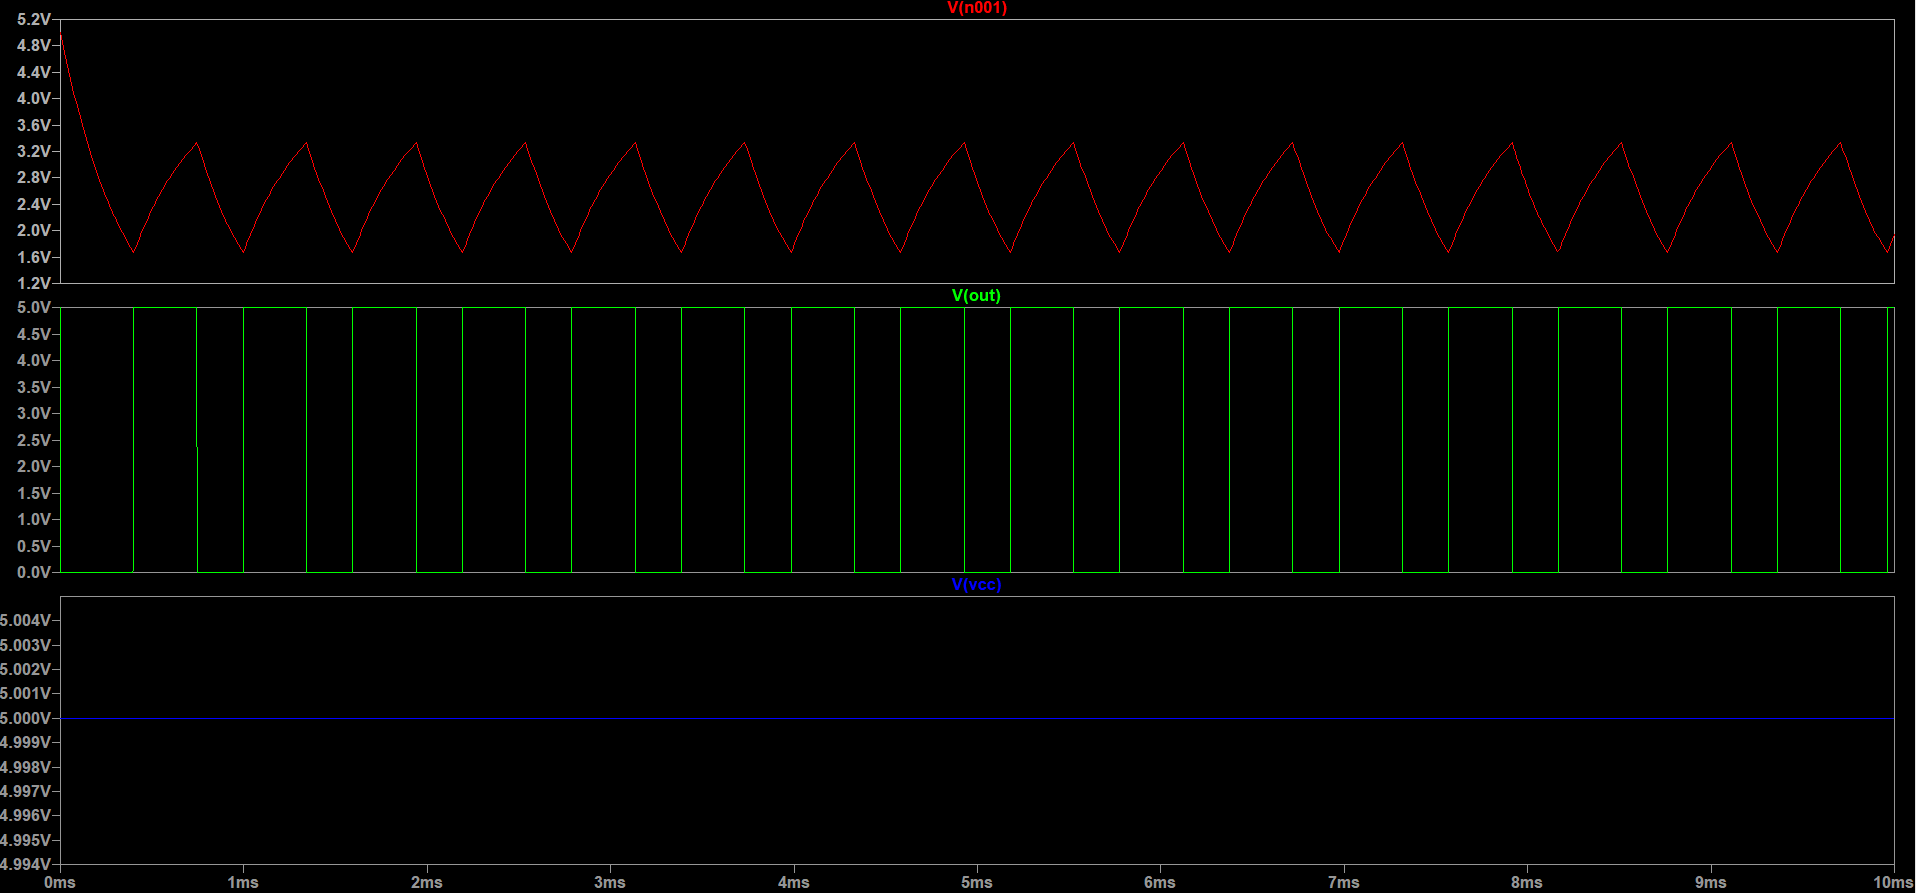 V(n001)
5.2V
4.8V
4.4V
4.0V
3.6V
3.2V
2.8V
2.4V
2.0V
1.6V
1.2V
V(out)
5.0V
4.5V
4.0V
3.5V
3.0V
2.5V
2.0V
1.5V
1.0V
0.5V
0.0V
V(vcc)
5.004V
5.003V
5.002V
5.001V
5.000V
4.999V
4.998V
4.997V
4.996V
4.995V
4.994V
0ms 1ms 2ms 3ms 4ms 5ms 6ms 7ms 8ms 9ms 10ms